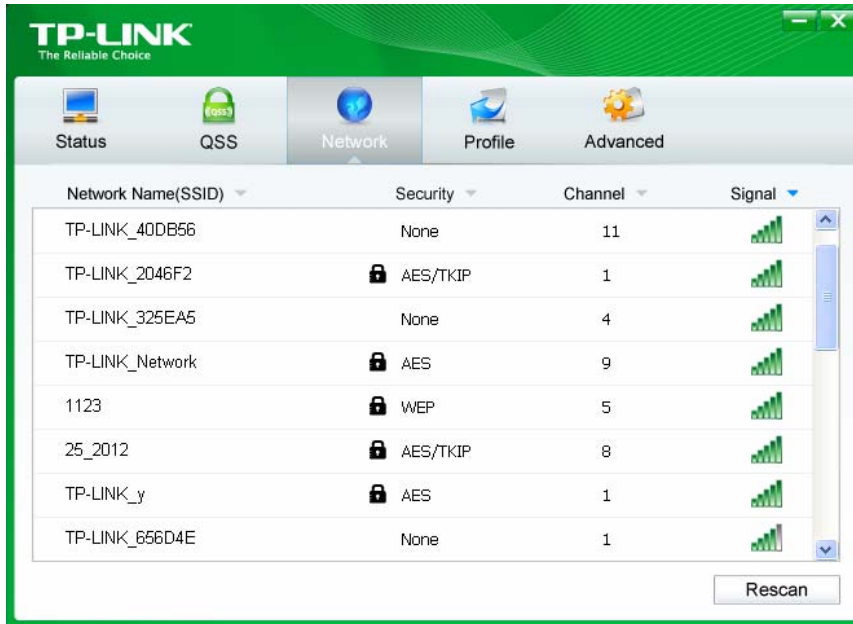 TP-LINK
The Reliable Choice
Status QSS Network Profile Advanced
Network Name(SSID) Security Channel Signal
TP-LINK_40DB56 None 11
TP-LINK_2046F2 AES/TKIP 1
TP-LINK_325EA5 None 4
TP-LINK_Network AES 9
1123 WEP 5
25_2012 AES/TKIP 8
TP-LINK_y AES 1
TP-LINK_656D4E None 1
Rescan